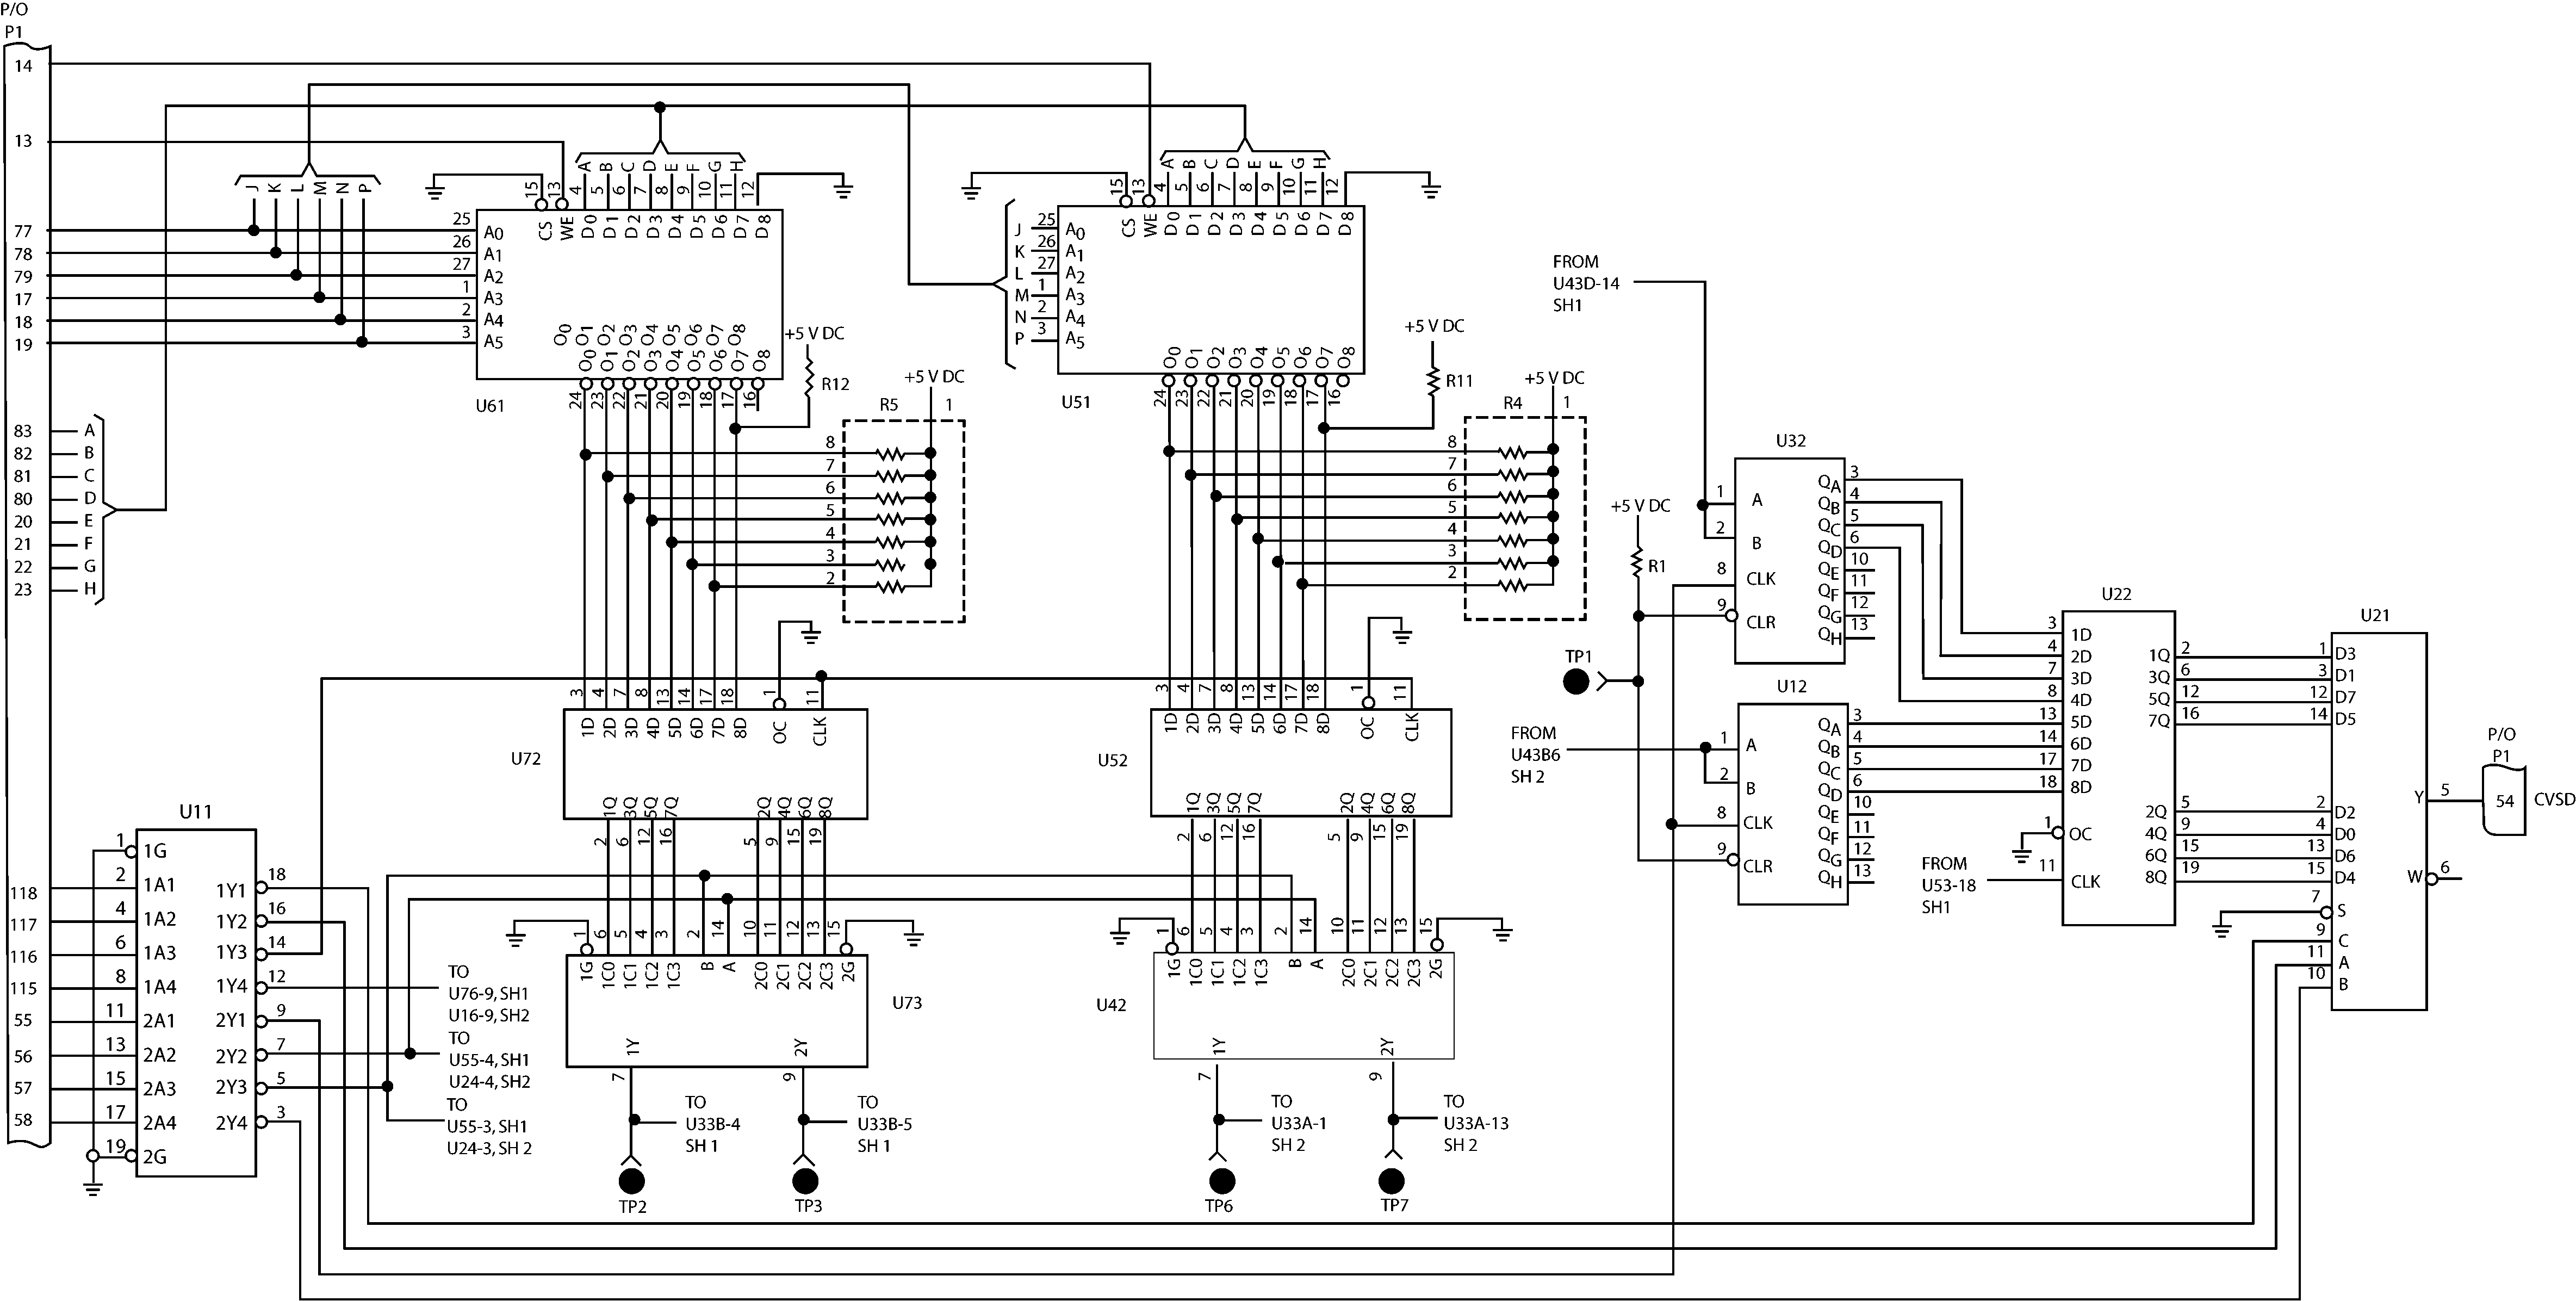 P/O
P1
14
13
77
78
79
17
18
19
83 A
82 B
81 C
80 D
20 E
21 F
22 G
23 H
118
117
116
115
55
56
57
58
J K L M N P
25 A0
26 A1
27 A2
1 A3
2 A4
3 A5
15 13 4 5 6 7 8 9 10 11 12
A B C D E F G H
CS WE D0 D1 D2 D3 D4 D5 D6 D7 D8
O0 O1 O2 O3 O4 O5 O6 O7 O8
O0 O1 O2 O3 O4 O5 O6 O7 O8
U61
24 23 22 21 20 19 18 17 16
+5 V DC
R12
+5 V DC
R5
1
8
7
6
5
4
3
2
J 25 A0
K 26 A1
L 27 A2
M 1 A3
N 2 A4
P 3 A5
A B C D E F G H
15 13 4 5 6 7 8 9 10 11 12
CS WE D0 D1 D2 D3 D4 D5 D6 D7 D8
O0 O1 O2 O3 O4 O5 O6 O7 O8
U51
24 23 22 21 20 19 18 17 16
+5 V DC
R11
+5 V DC
R4
1
8
7
6
5
4
3
2
3 4 7 8 13 14 17 18 1 11
1D 2D 3D 4D 5D 6D 7D 8D OC CLK
U72
1Q 3Q 5Q 7Q 2Q 4Q 6Q 8Q
2 6 12 16 5 9 15 19
3 4 7 8 13 14 17 18 1 11
1D 2D 3D 4D 5D 6D 7D 8D OC CLK
U52
1Q 3Q 5Q 7Q 2Q 4Q 6Q 8Q
2 6 12 16 5 9 15 19
U11
1 1G
2 1A1 1Y1 18
4 1A2 1Y2 16
6 1A3 1Y3 14
8 1A4 1Y4 12
11 2A1 2Y1 9
13 2A2 2Y2 7
15 2A3 2Y3 5
17 2A4 2Y4 3
19 2G
TO
U76-9, SH1
U16-9, SH2
TO
U55-4, SH1
U24-4, SH2
TO
U55-3, SH1
U24-3, SH 2
1 6 5 4 3 2 14 10 11 12 13 15
1G 1C0 1C1 1C2 1C3 B A 2C0 2C1 2C2 2C3 2G
U73
1Y 2Y
7 9
TO
U33B-4
SH 1
TO
U33B-5
SH 1
TP2
TP3
1 6 5 4 3 2 14 10 11 12 13 15
1G 1C0 1C1 1C2 1C3 B A 2C0 2C1 2C2 2C3 2G
U42
1Y 2Y
7 9
TO
U33A-1
SH 2
TO
U33A-13
SH 2
TP6
TP7
FROM
U43D-14
SH1
+5 V DC
R1
TP1
FROM
U43B6
SH 2
U32
1 A
2 B
8 CLK
9 CLR
QA 3
QB 4
QC 5
QD 6
QE 10
QF 11
QG 12
QH 13
U12
1 A
2 B
8 CLK
9 CLR
QA 3
QB 4
QC 5
QD 6
QE 10
QF 11
QG 12
QH 13
FROM
U53-18
SH1
U22
3 1D
4 2D
7 3D
8 4D
13 5D
14 6D
17 7D
18 8D
1 OC
11 CLK
1Q 2
3Q 6
5Q 12
7Q 16
2Q 5
4Q 9
6Q 15
8Q 19
U21
1 D3
3 D1
12 D7
14 D5
2 D2
4 D0
13 D6
15 D4
7 S
9 C
11 A
10 B
Y 5
W 6
P/O
P1
54
CVSD